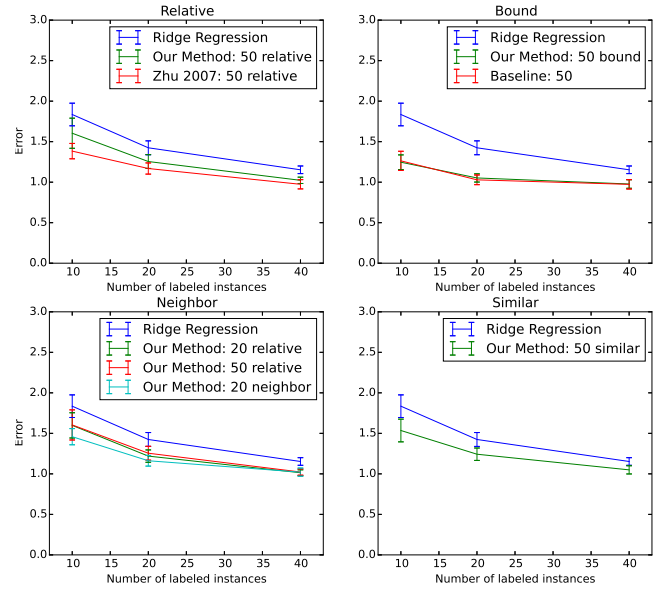 Relative
3.0
2.5
2.0
1.5
1.0
0.5
0.0
Error
Ridge Regression
Our Method: 50 relative
Zhu 2007: 50 relative
10 15 20 25 30 35 40
Number of labeled instances
Bound
3.0
2.5
2.0
1.5
1.0
0.5
0.0
Ridge Regression
Our Method: 50 bound
Baseline: 50
10 15 20 25 30 35 40
Number of labeled instances
Neighbor
3.0
2.5
2.0
1.5
1.0
0.5
0.0
Error
Ridge Regression
Our Method: 20 relative
Our Method: 50 relative
Our Method: 20 neighbor
10 15 20 25 30 35 40
Number of labeled instances
Similar
3.0
2.5
2.0
1.5
1.0
0.5
0.0
Ridge Regression
Our Method: 50 similar
10 15 20 25 30 35 40
Number of labeled instances